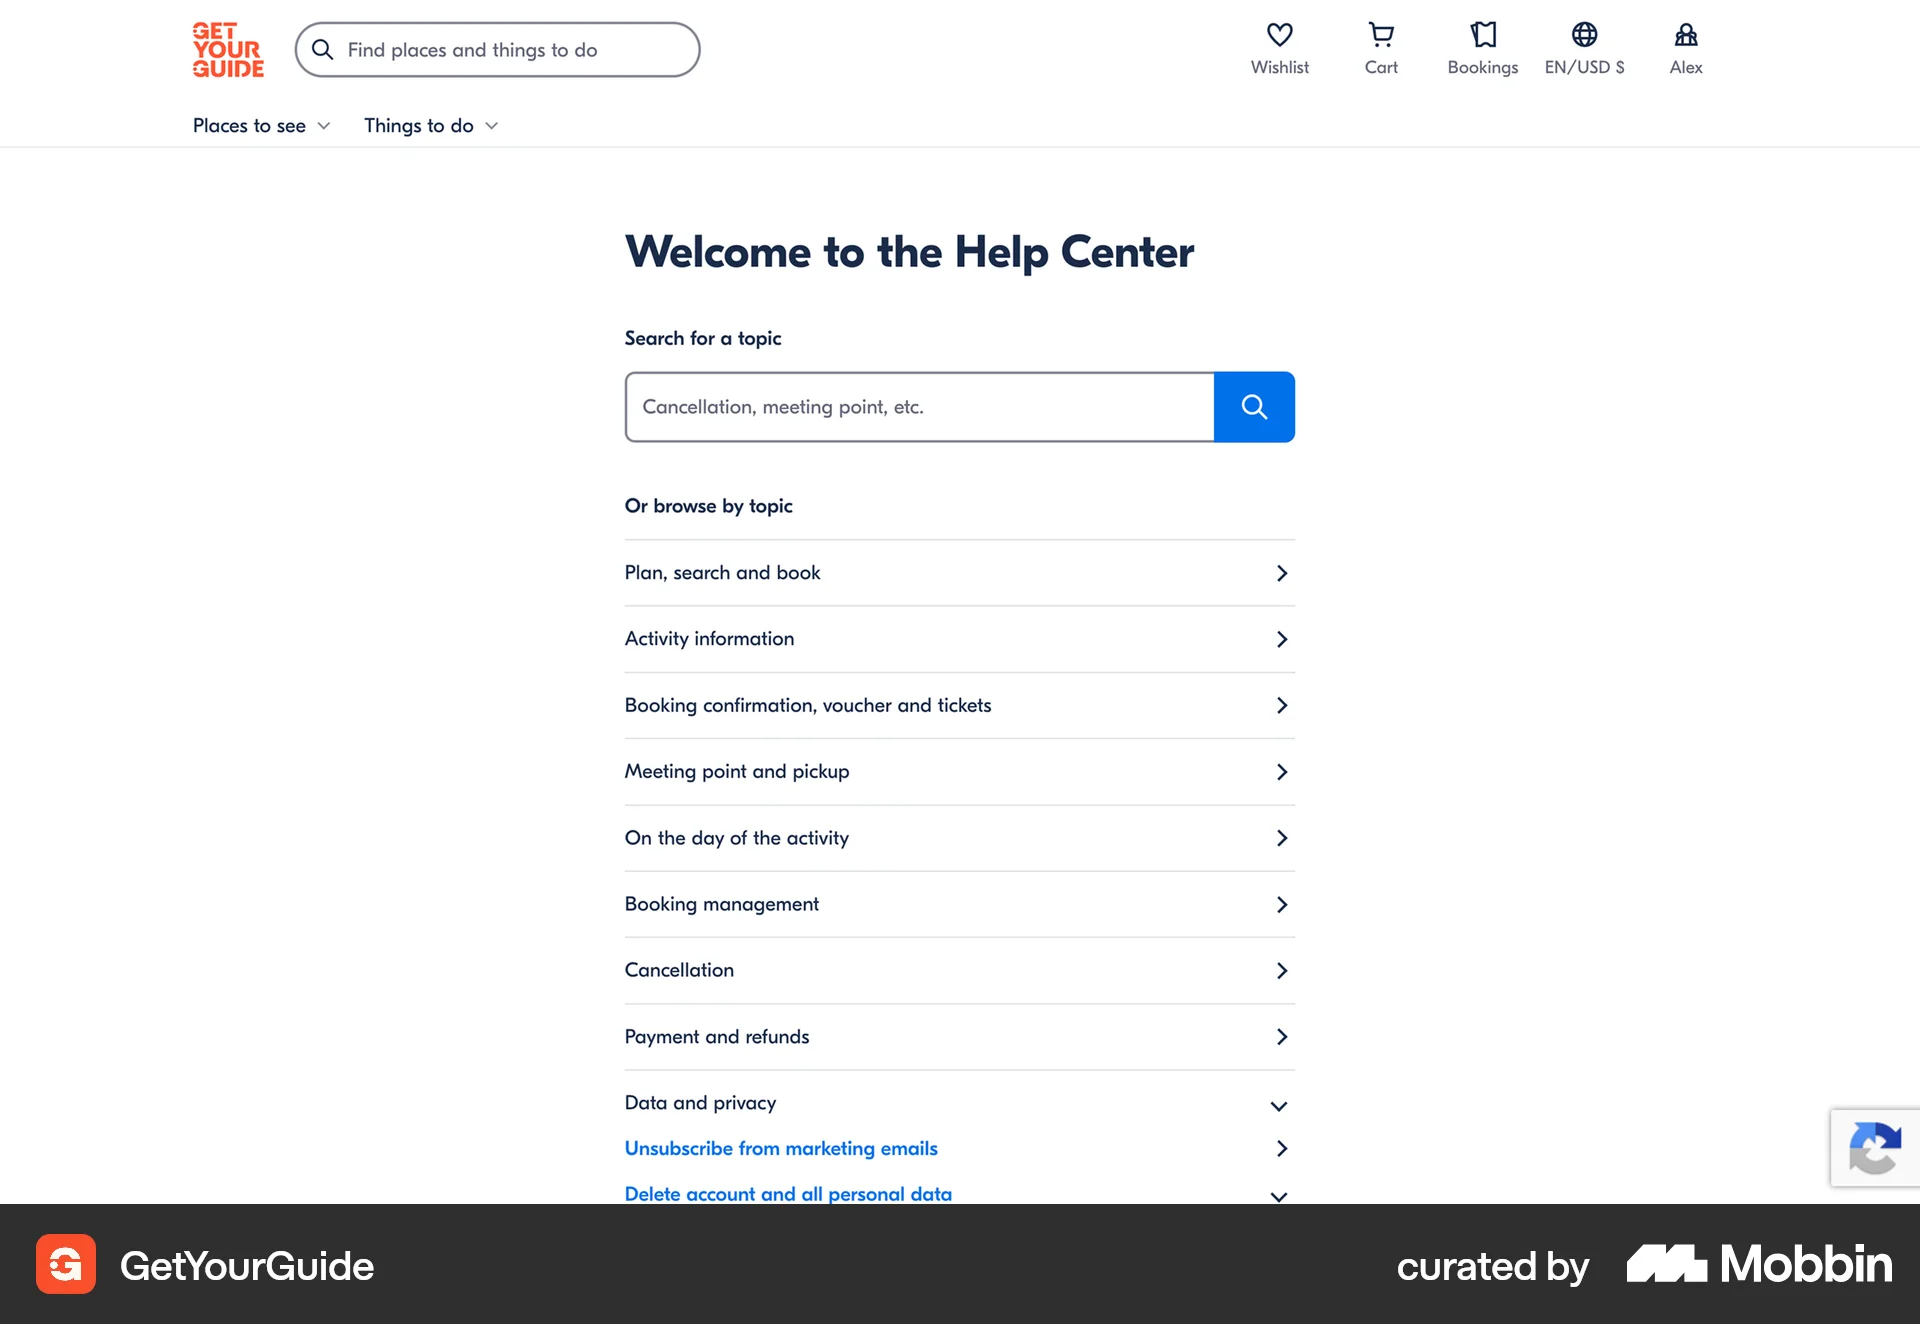 GET
YOUR
GUIDE
Find places and things to do
Wishlist
Cart
Bookings
EN/USD $
Alex
Places to see
Things to do
Welcome to the Help Center
Search for a topic
Cancellation, meeting point, etc.
Or browse by topic
Plan, search and book
Activity information
Booking confirmation, voucher and tickets
Meeting point and pickup
On the day of the activity
Booking management
Cancellation
Payment and refunds
Data and privacy
Unsubscribe from marketing emails
Delete account and all personal data
GetYourGuide
curated by
Mobbin